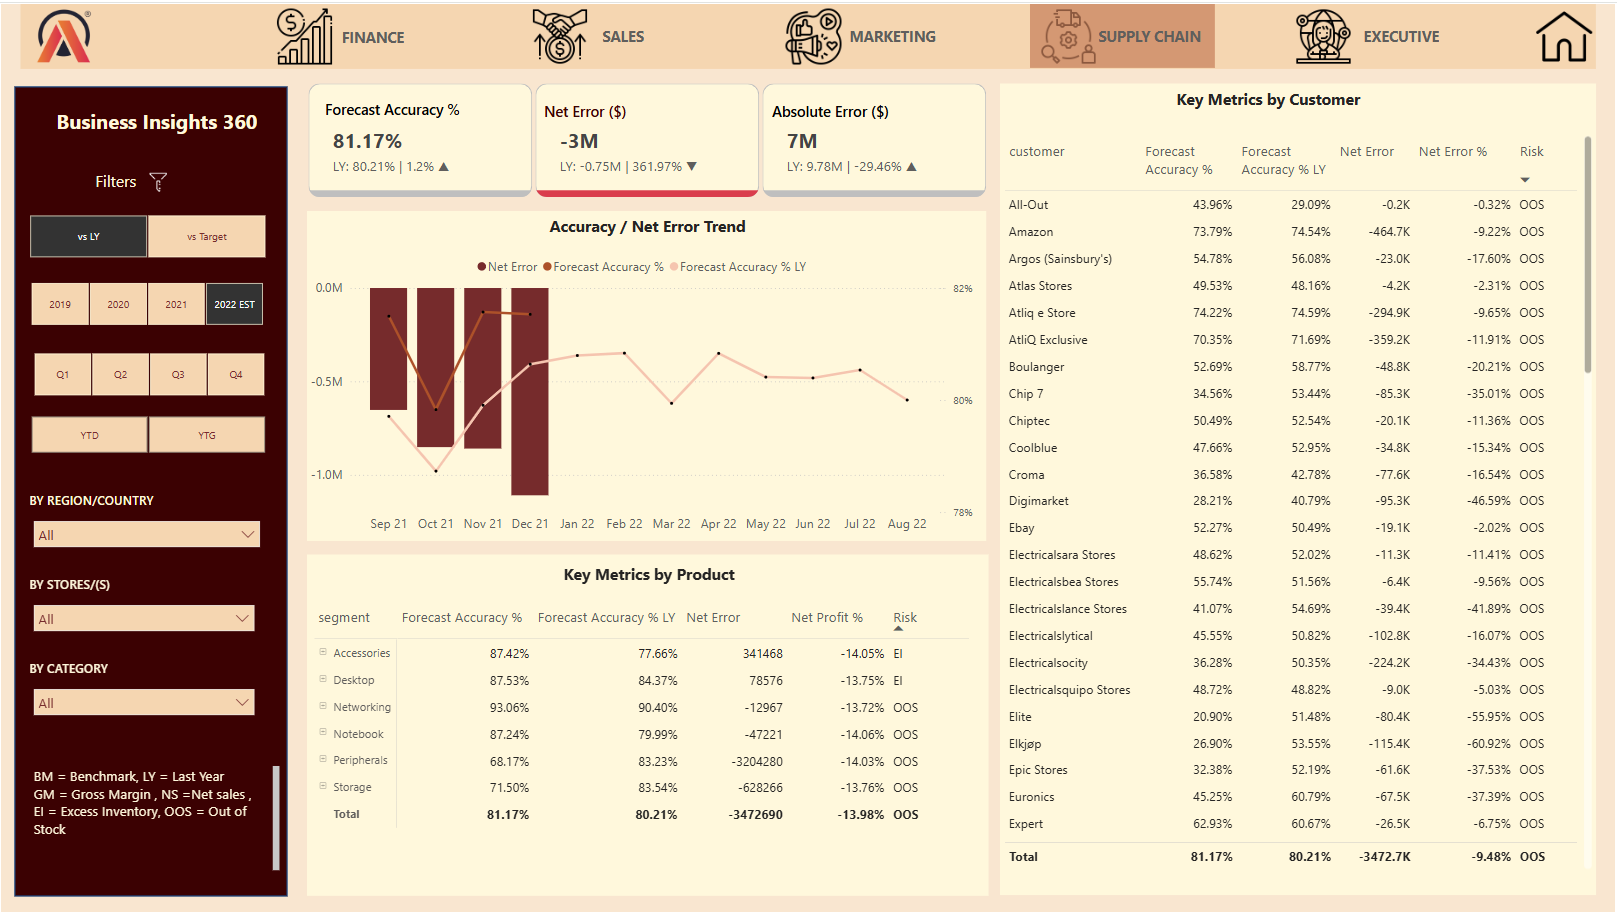 FINANCE
SALES
MARKETING
SUPPLY CHAIN
EXECUTIVE
Business Insights 360
Filters
vs LY
vs Target
2019
2020
2021
2022 EST
Q1
Q2
Q3
Q4
YTD
YTG
BY REGION/COUNTRY
All
BY STORES/(S)
All
BY CATEGORY
All
BM = Benchmark, LY = Last Year
GM = Gross Margin , NS =Net sales ,
EI = Excess Inventory, OOS = Out of
Stock
Forecast Accuracy %
81.17%
LY: 80.21% | 1.2% ▲
Net Error ($)
-3M
LY: -0.75M | 361.97% ▼
Absolute Error ($)
7M
LY: 9.78M | -29.46% ▲
Accuracy / Net Error Trend
Net Error Forecast Accuracy % Forecast Accuracy % LY
0.0M
-0.5M
-1.0M
82%
80%
78%
Sep 21 Oct 21 Nov 21 Dec 21 Jan 22 Feb 22 Mar 22 Apr 22 May 22 Jun 22 Jul 22 Aug 22
Key Metrics by Product
segment Forecast Accuracy % Forecast Accuracy % LY Net Error Net Profit % Risk
Accessories 87.42% 77.66% 341468 -14.05% EI
Desktop 87.53% 84.37% 78576 -13.75% EI
Networking 93.06% 90.40% -12967 -13.72% OOS
Notebook 87.24% 79.99% -47221 -14.06% OOS
Peripherals 68.17% 83.23% -3204280 -14.03% OOS
Storage 71.50% 83.54% -628266 -13.76% OOS
Total 81.17% 80.21% -3472690 -13.98% OOS
Key Metrics by Customer
customer Forecast Accuracy % Forecast Accuracy % LY Net Error Net Error % Risk
All-Out 43.96% 29.09% -0.2K -0.32% OOS
Amazon 73.79% 74.54% -464.7K -9.22% OOS
Argos (Sainsbury's) 54.78% 56.08% -23.0K -17.60% OOS
Atlas Stores 49.53% 48.16% -4.2K -2.31% OOS
Atliq e Store 74.22% 74.59% -294.9K -9.65% OOS
AtliQ Exclusive 70.35% 71.69% -359.2K -11.91% OOS
Boulanger 52.69% 58.77% -48.8K -20.21% OOS
Chip 7 34.56% 53.44% -85.3K -35.01% OOS
Chiptec 50.49% 52.54% -20.1K -11.36% OOS
Coolblue 47.66% 52.95% -34.8K -15.34% OOS
Croma 36.58% 42.78% -77.6K -16.54% OOS
Digimarket 28.21% 40.79% -95.3K -46.59% OOS
Ebay 52.27% 50.49% -19.1K -2.02% OOS
Electricalsara Stores 48.62% 52.02% -11.3K -11.41% OOS
Electricalsbea Stores 55.74% 51.56% -6.4K -9.56% OOS
Electricalslance Stores 41.07% 54.69% -39.4K -41.89% OOS
Electricalslytical 45.55% 50.82% -102.8K -16.07% OOS
Electricalsocity 36.28% 50.35% -224.2K -34.43% OOS
Electricalsquipo Stores 48.72% 48.82% -9.0K -5.03% OOS
Elite 20.90% 51.48% -80.4K -55.95% OOS
Elkjøp 26.90% 53.55% -115.4K -60.92% OOS
Epic Stores 32.38% 52.19% -61.6K -37.53% OOS
Euronics 45.25% 60.79% -67.5K -37.39% OOS
Expert 62.93% 60.67% -26.5K -6.75% OOS
Total 81.17% 80.21% -3472.7K -9.48% OOS